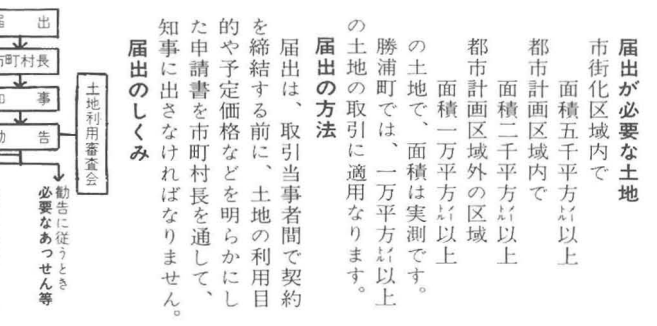 届出が必要な土地
市街化区域内で
面積五千平方メートル以上
都市計画区域内で
面積二千平方メートル以上
都市計画区域外の区域
面積一万平方メートル以上
の土地で、面積は実測です。
勝浦町では、一万平方メートル以上
の土地の取引に適用なります。
届出の方法
届出は、取引当事者間で契約
を締結する前に、土地の利用目
的や予定価格などを明らかにし
た申請書を市町村長を通して、
知事に出さなければなりません。
届出のしくみ
土地利用審査会
届出
市町村長
知事
勧告
勧告に従うとき
必要なあっせん等